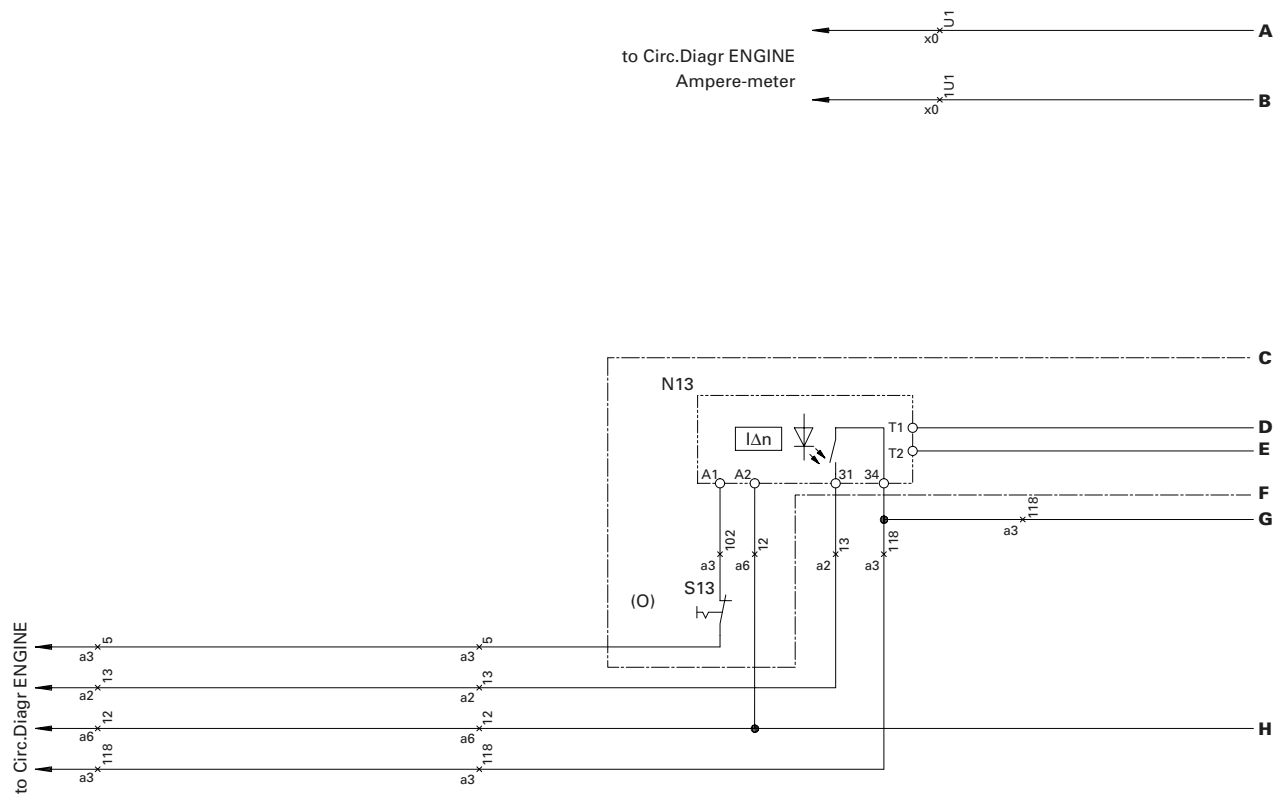 U1
x0
A
to Circ.Diagr ENGINE
Ampere-meter
1U1
x0
B
C
N13
I∆n
T1
D
T2
E
A1
A2
31
34
F
118
a3
G
102
a3
12
a6
13
a2
118
a3
(O)
S13
to Circ.Diagr ENGINE
5
a3
5
a3
13
a2
13
a2
12
a6
12
a6
H
118
a3
118
a3